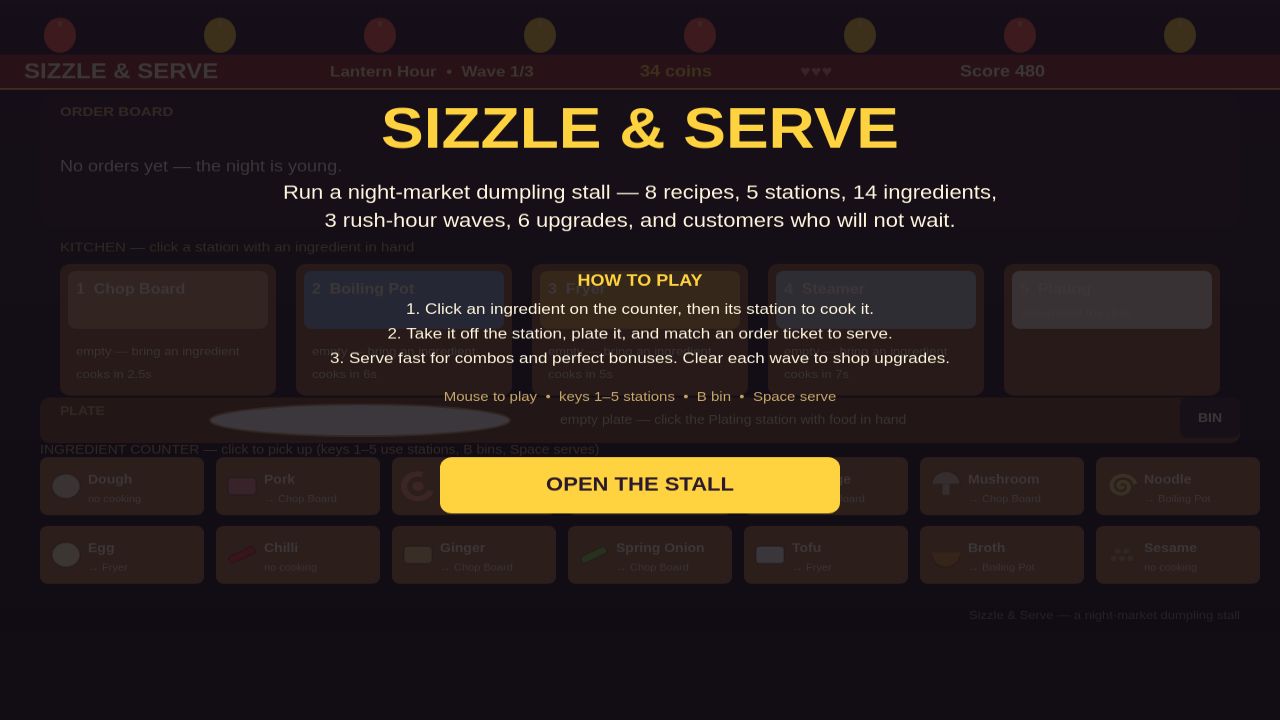 SIZZLE & SERVE
Lantern Hour • Wave 1/3
34 coins
♥♥♥
Score 480
ORDER BOARD
SIZZLE & SERVE
No orders yet — the night is young.
Run a night-market dumpling stall — 8 recipes, 5 stations, 14 ingredients,
3 rush-hour waves, 6 upgrades, and customers who will not wait.
KITCHEN — click a station with an ingredient in hand
HOW TO PLAY
1 Chop Board
2 Boiling Pot
3 Fryer
4 Steamer
5 Plating
1. Click an ingredient on the counter, then its station to cook it.
2. Take it off the station, plate it, and match an order ticket to serve.
3. Serve fast for combos and perfect bonuses. Clear each wave to shop upgrades.
empty — bring an ingredient
cooks in 2.5s
cooks in 6s
cooks in 5s
cooks in 7s
Mouse to play • keys 1–5 stations • B bin • Space serve
PLATE
empty plate — click the Plating station with food in hand
BIN
INGREDIENT COUNTER — click to pick up (keys 1–5 use stations, B bins, Space serves)
OPEN THE STALL
Dough
no cooking
Pork
→ Chop Board
Mushroom
→ Chop Board
Noodle
→ Boiling Pot
Egg
→ Fryer
Chilli
no cooking
Ginger
→ Chop Board
Spring Onion
→ Chop Board
Tofu
→ Fryer
Broth
→ Boiling Pot
Sesame
no cooking
Sizzle & Serve — a night-market dumpling stall